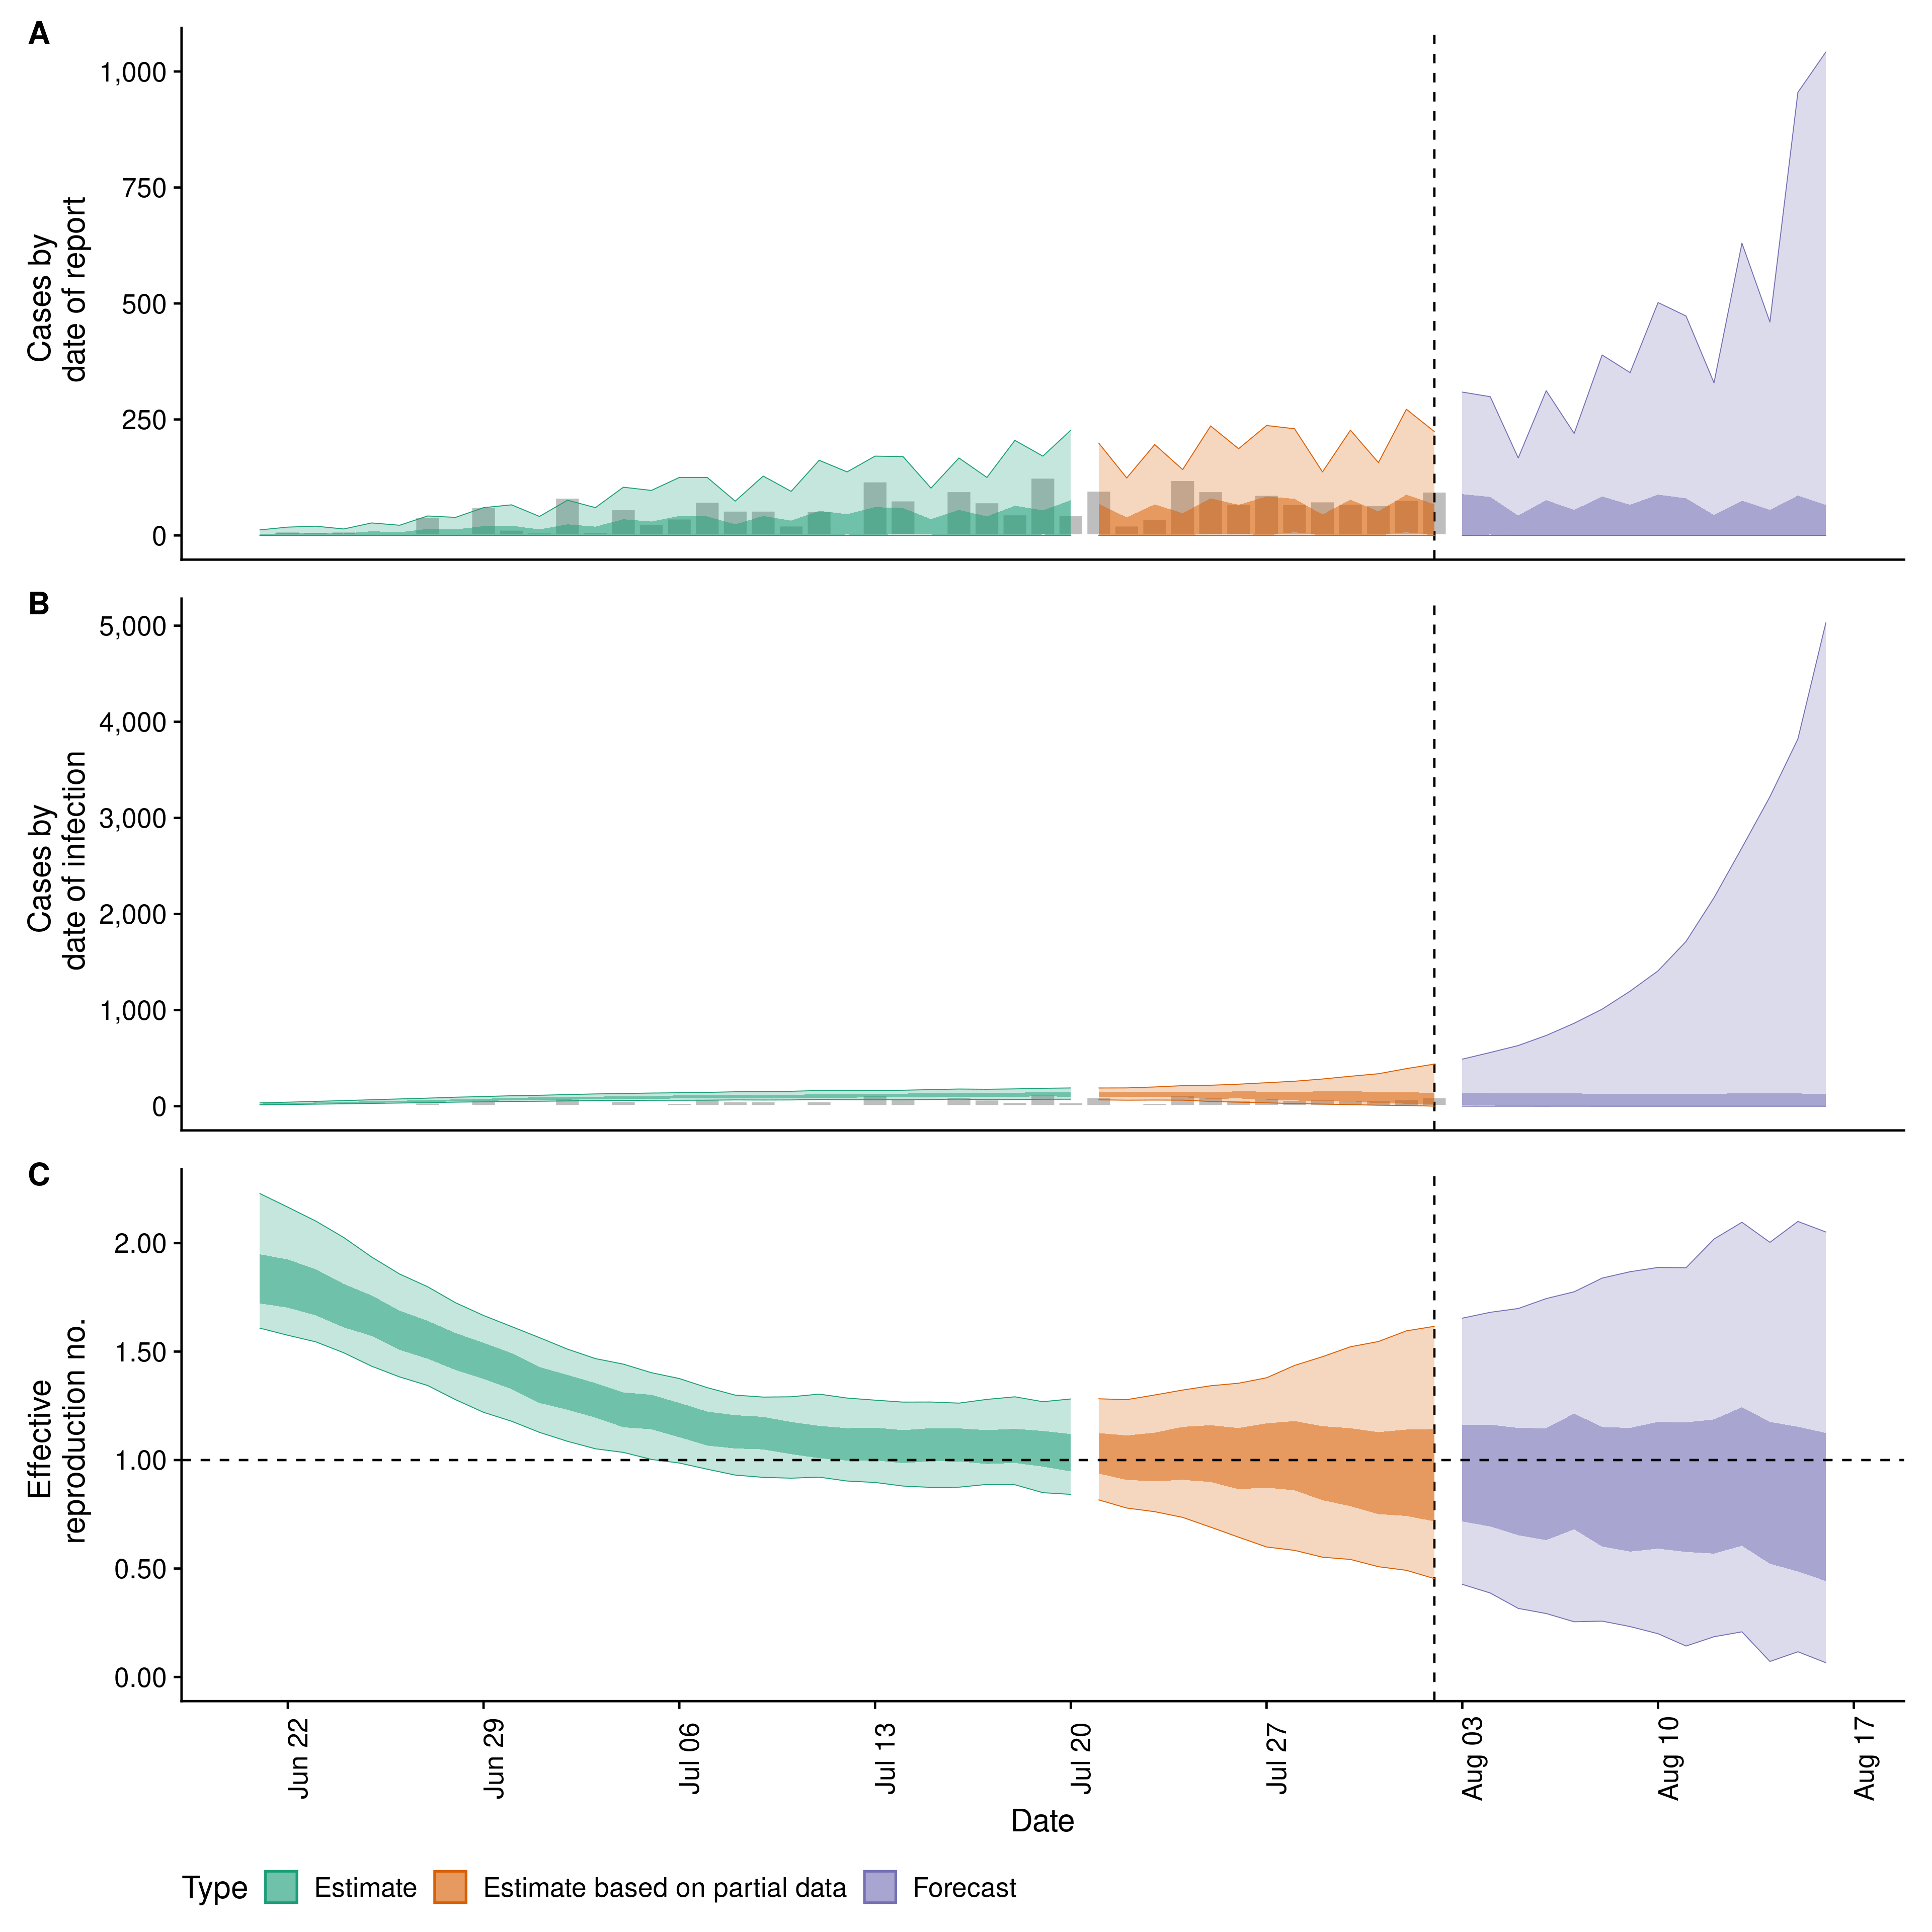 A
Cases by
date of report
1,000
750
500
250
0
B
Cases by
date of infection
5,000
4,000
3,000
2,000
1,000
0
C
Effective
reproduction no.
2.00
1.50
1.00
0.50
0.00
Jun 22
Jun 29
Jul 06
Jul 13
Jul 20
Jul 27
Aug 03
Aug 10
Aug 17
Date
Type Estimate Estimate based on partial data Forecast